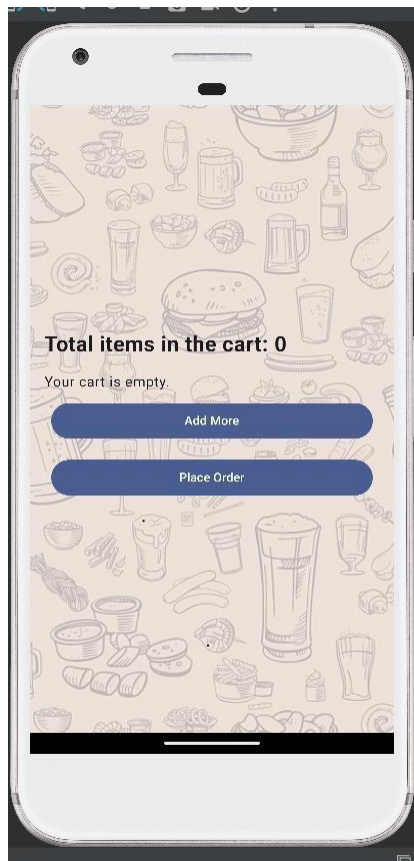 Total items in the cart: 0
Your cart is empty.
Add More
Place Order